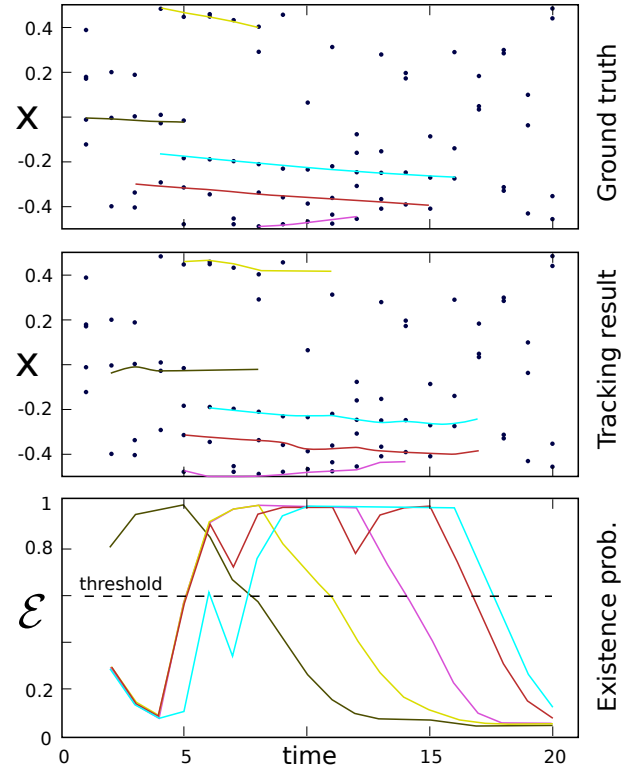 0.4
0.2
X
-0.2
-0.4
Ground truth
0.4
0.2
X
-0.2
-0.4
Tracking result
1
0.8
threshold
ℰ
0.2
0
Existence prob.
0 5 time 15 20